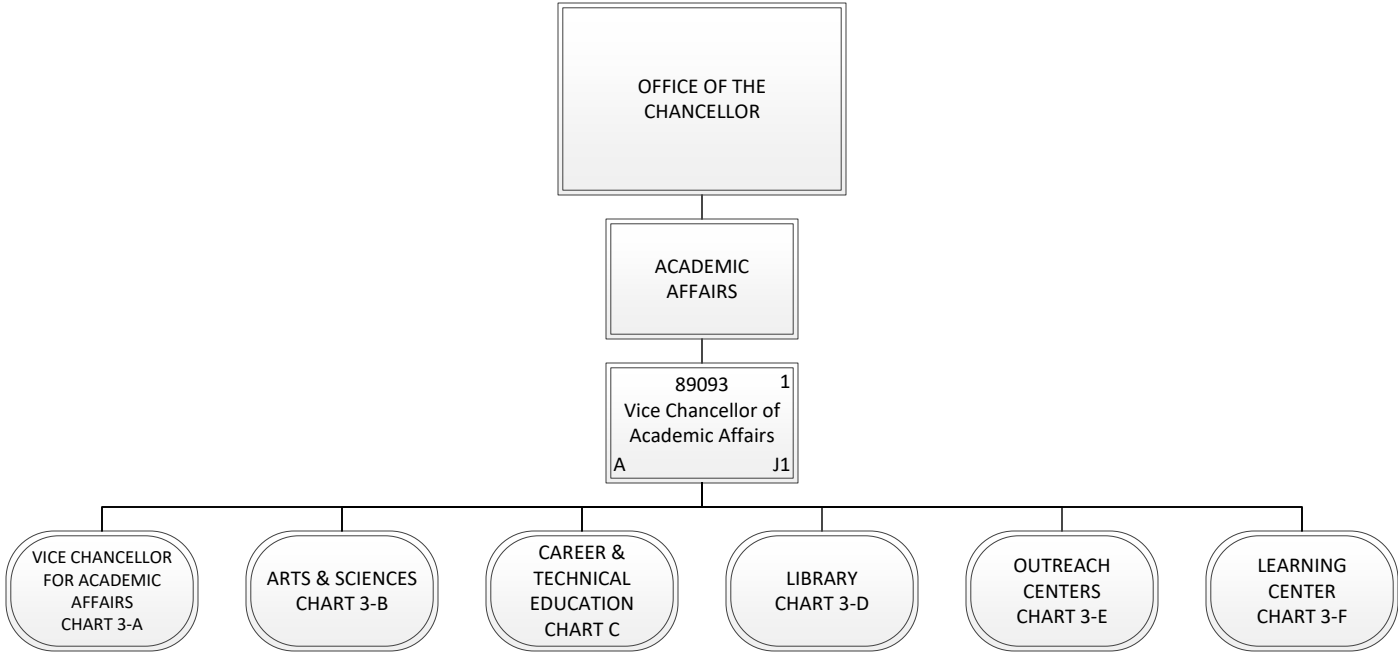 OFFICE OF THE
CHANCELLOR
ACADEMIC
AFFAIRS
89093 1
Vice Chancellor of
Academic Affairs
A J1
VICE CHANCELLOR
FOR ACADEMIC
AFFAIRS
CHART 3-A
ARTS & SCIENCES
CHART 3-B
CAREER &
TECHNICAL
EDUCATION
CHART C
LIBRARY
CHART 3-D
OUTREACH
CENTERS
CHART 3-E
LEARNING
CENTER
CHART 3-F